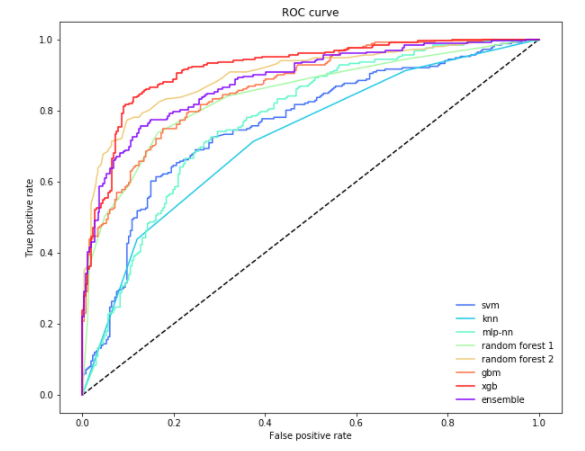 ROC curve
True positive rate
1.0
0.8
0.6
0.4
0.2
0.0
svm
knn
mlp-nn
random forest 1
random forest 2
gbm
xgb
ensemble
0.0 0.2 0.4 0.6 0.8 1.0
False positive rate